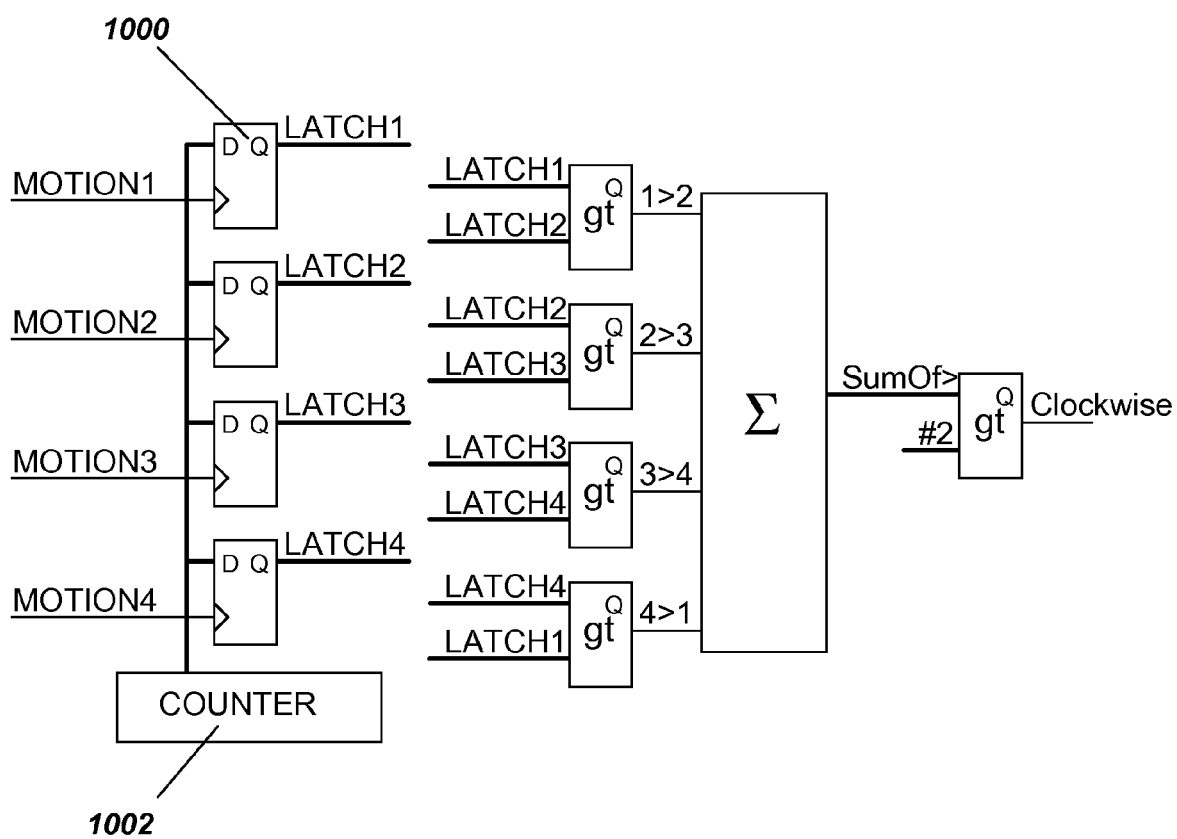 1000
D Q
LATCH1
MOTION1
D Q
LATCH2
MOTION2
D Q
LATCH3
MOTION3
D Q
LATCH4
MOTION4
COUNTER
1002
LATCH1
LATCH2
Q
gt
1>2
LATCH2
LATCH3
Q
gt
2>3
LATCH3
LATCH4
Q
gt
3>4
LATCH4
LATCH1
Q
gt
4>1
Σ
SumOf>
#2
Q
gt
Clockwise